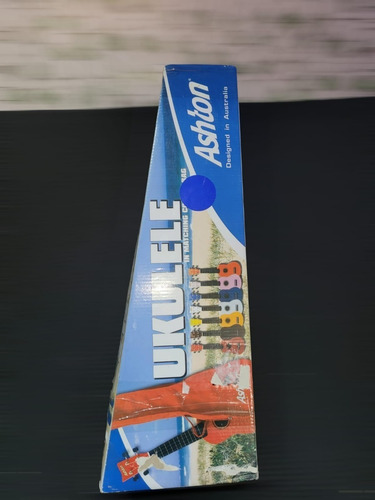 Ashton
Designed in Australia
UKULELE
IN MATCHING